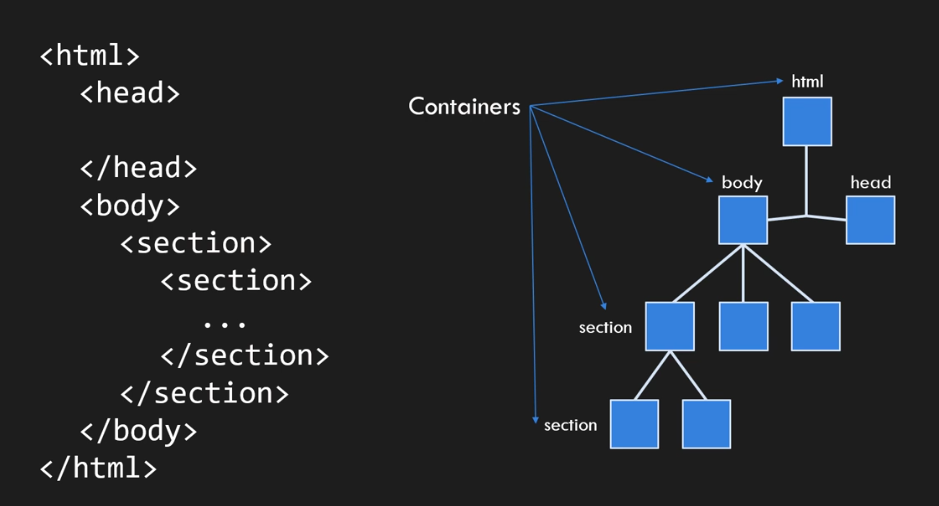 <html>
<head>
</head>
<body>
<section>
<section>
...
</section>
</section>
</body>
</html>
Containers
html
body
head
section
section